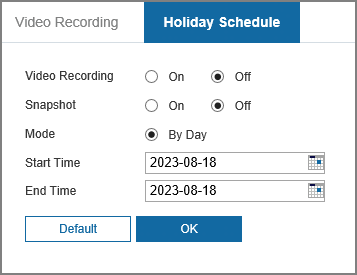 Video Recording Holiday Schedule
Video Recording On Off
Snapshot On Off
Mode By Day
Start Time 2023-08-18
End Time 2023-08-18
Default OK